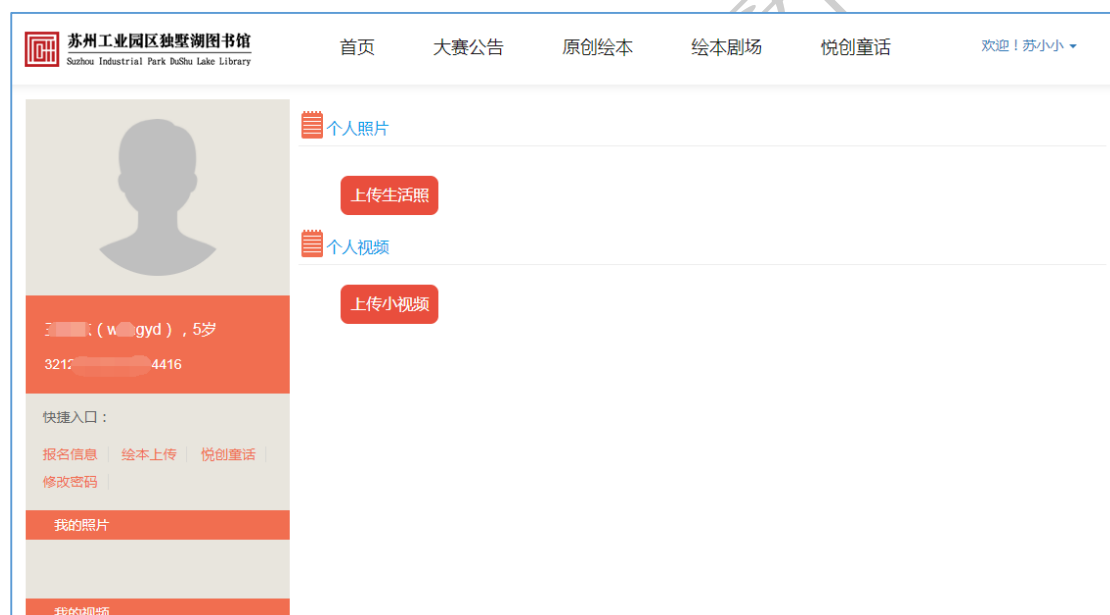 苏州工业园区独墅湖图书馆
Suzhou Industrial Park DuShu Lake Library
首页 大赛公告 原创绘本 绘本剧场 悦创童话 欢迎！苏小小
个人照片
上传生活照
个人视频
上传小视频
(w gyd)，5岁
321 4416
快捷入口：
报名信息 绘本上传 悦创童话
修改密码
我的照片
我的视频